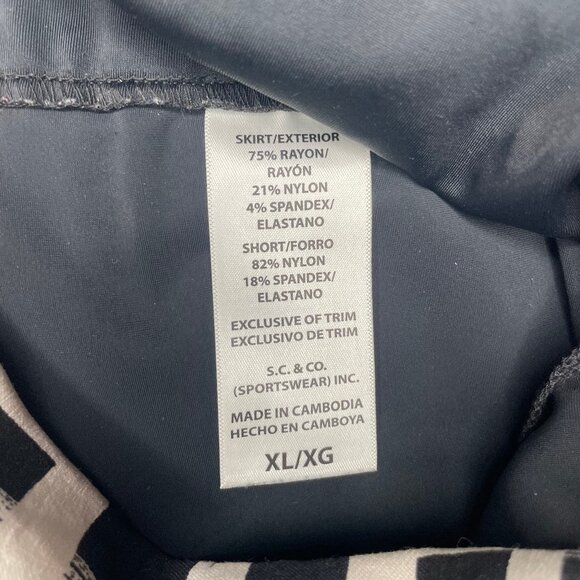 SKIRT/EXTERIOR
75% RAYON/
RAYÓN
21% NYLON
4% SPANDEX/
ELASTANO
SHORT/FORRO
82% NYLON
18% SPANDEX/
ELASTANO
EXCLUSIVE OF TRIM
EXCLUSIVO DE TRIM
S.C. & CO.
(SPORTSWEAR) INC.
MADE IN CAMBODIA
HECHO EN CAMBOYA
XL/XG